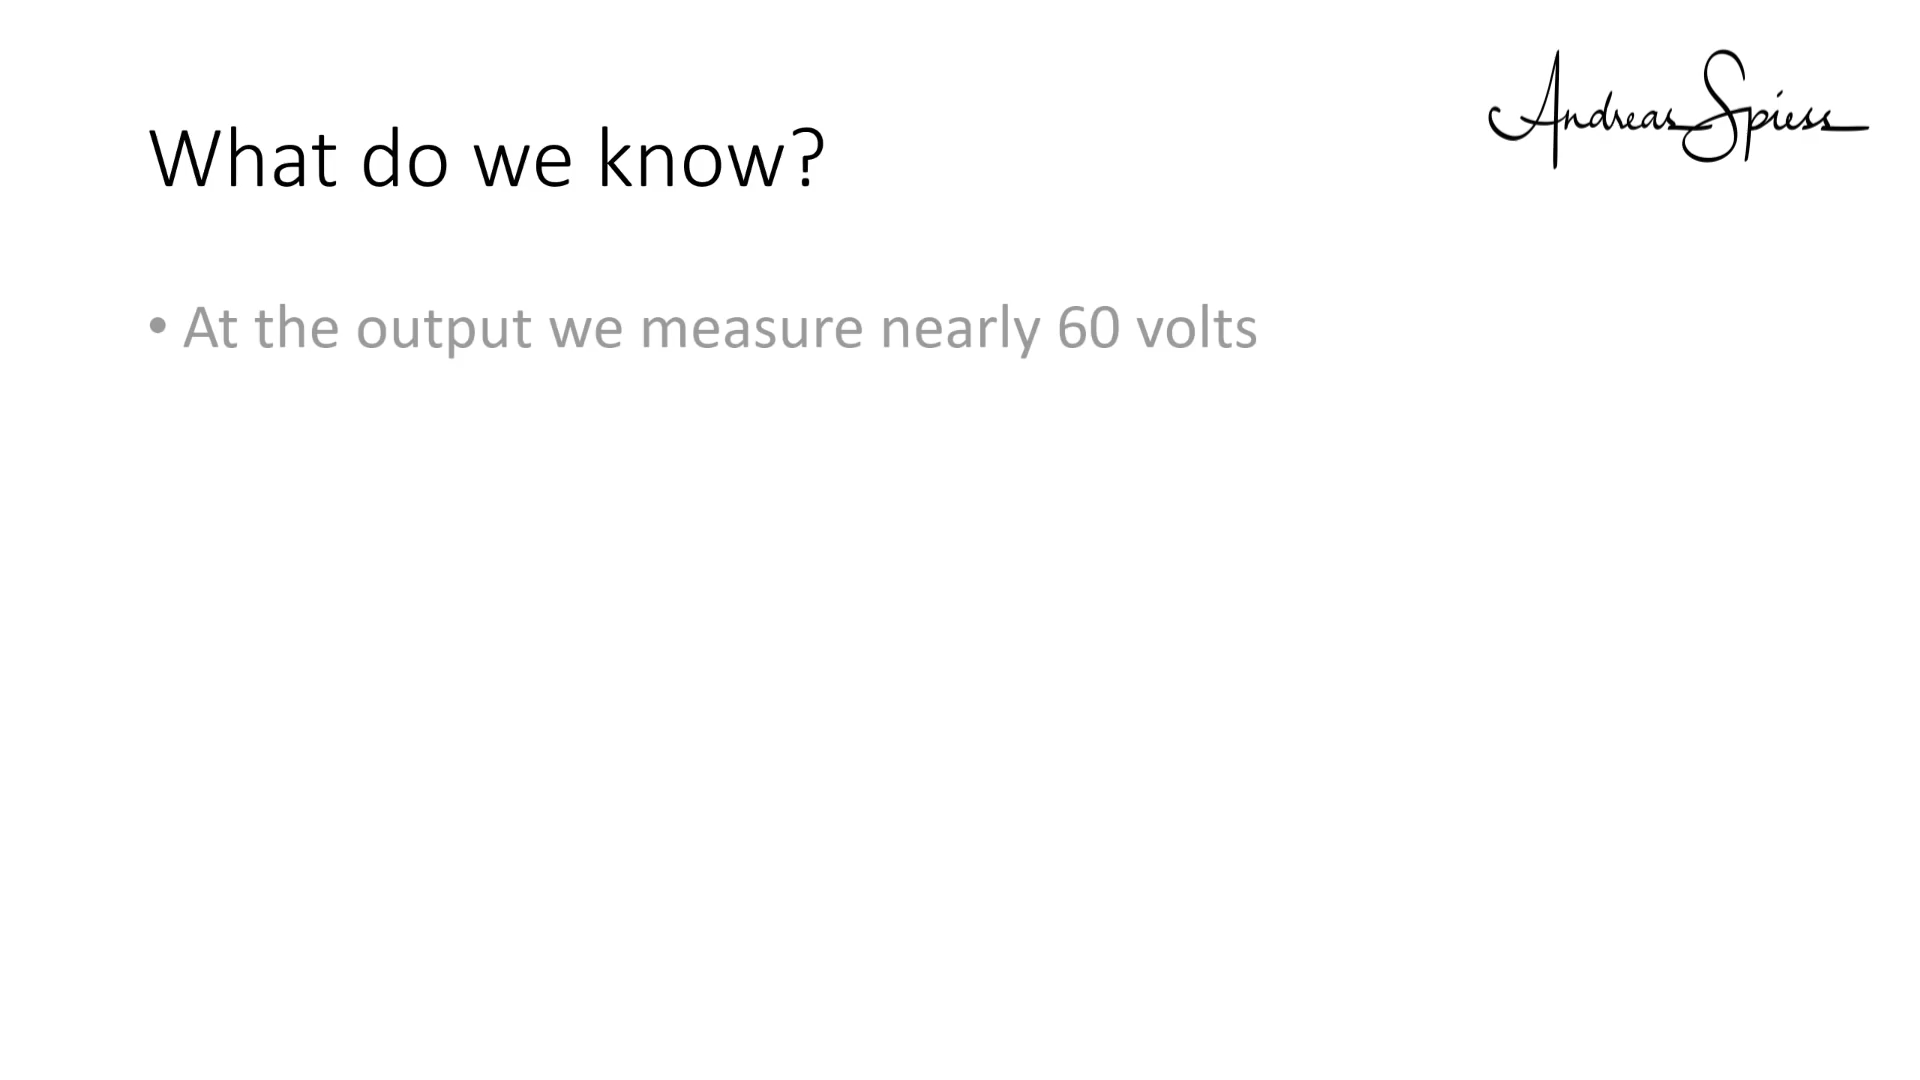 Andreas Spiess
What do we know?
• At the output we measure nearly 60 volts